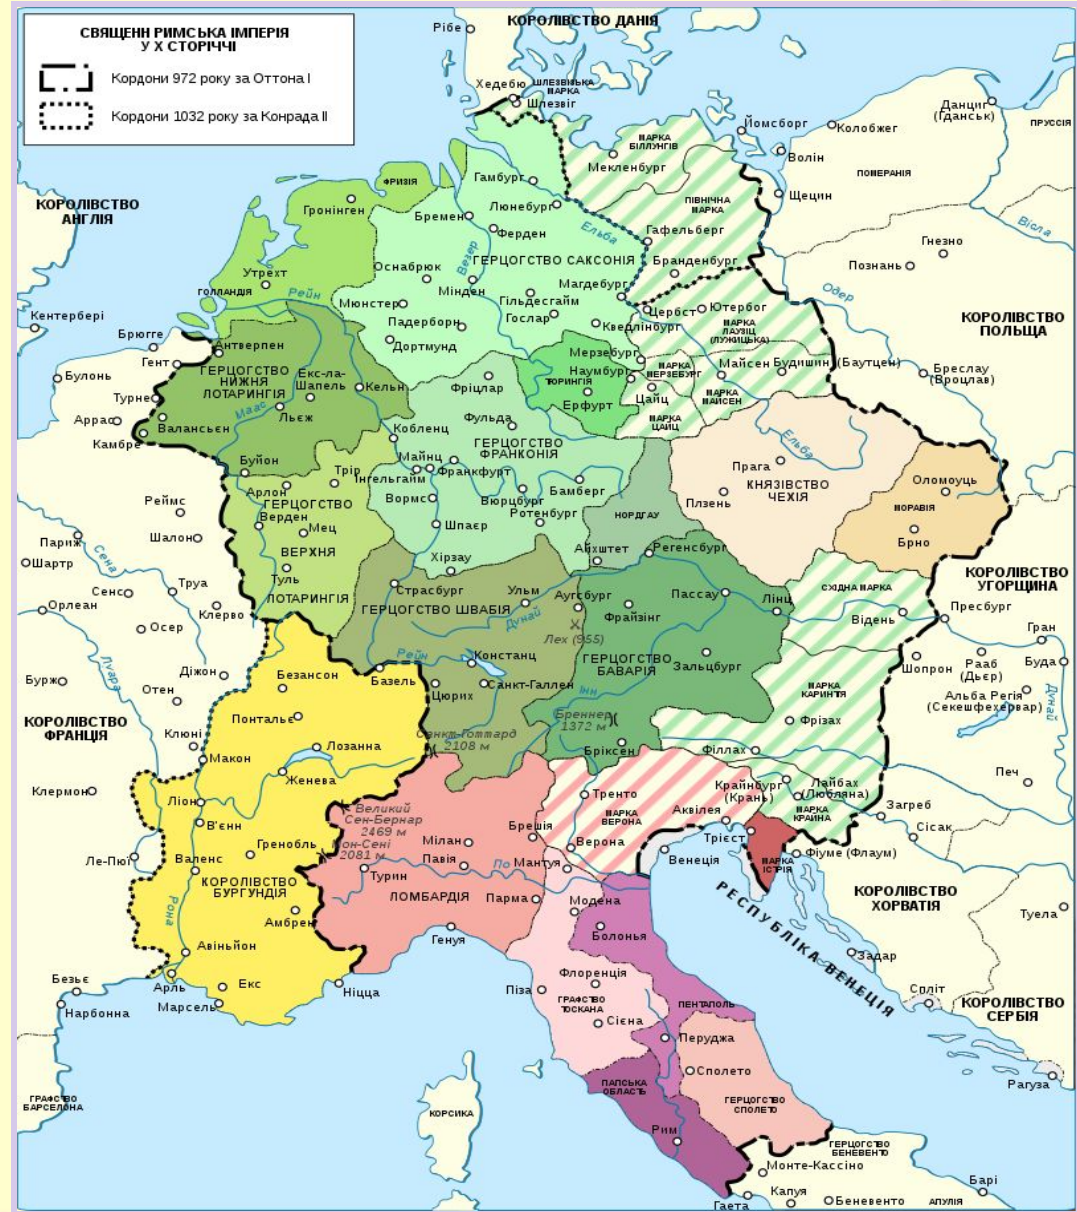 СВЯЩЕНН РИМСЬКА ІМПЕРІЯ
У X СТОРІЧЧІ
Кордони 972 року за Оттона I
Кордони 1032 року за Конрада II
КОРОЛІВСТВО ДАНІЯ
Рібе
Хедебю
ШЛЕЗВІЦЬКА
МАРКА
Шлезвіг
Данциг
(Ґданськ)
ПРУССІЯ
Йомсборг
Колобжег
Волін
ПОМЕРАНІЯ
Щецин
МАРКА
БІЛЛУНГІВ
Мекленбург
ФРИЗІЯ
Гронінген
Гамбург
Люнебург
Бремен
Ферден
Везер
Ельба
ПІВНІЧНА
МАРКА
Гафельберг
Бранденбург
КОРОЛІВСТВО
АНГЛІЯ
Вісла
Гнезно
Познань
Одер
Утрехт
ГОЛЛАНДІЯ
Рейн
Оснабрюк
ГЕРЦОГСТВО САКСОНІЯ
Мінден
Гільдесгайм
Магдебург
Мюнстер
Гослар
Падерборн
Кведлінбург
Дортмунд
Цербст
Ютербог
МАРКА
ЛАУЗІЦ
(ЛУЖИЦЬКА)
Кентербері
Брюгге
Гент
Антверпен
КОРОЛІВСТВО
ПОЛЬЩА
ГЕРЦОГСТВО
НИЖНЯ
ЛОТАРИНГІЯ
Екс-ла-
Шапель
Кельн
Маас
Льєж
Булонь
Турне
Аррас
Валансьєн
Камбре
Фріцлар
Мерзебург
Наумбург
ТЮРИНГІЯ
Ерфурт
МАРКА
МЕРЗЕБУРГ
Цайц
МАРКА
ЦАЙЦ
Майсен
Будишин (Баутцен)
МАРКА
МАЙСЕН
Бреслау
(Вроцлав)
Фульда
Кобленц
ГЕРЦОГСТВО
ФРАНКОНІЯ
Майнц
Франкфурт
Інгельгайм
Вормс
Вюрцбург
Бамберг
Ротенбург
Шпаєр
Ельба
Прага
КНЯЗІВСТВО
ЧЕХІЯ
Плзень
Оломоуць
МОРАВІЯ
Брно
Буйон
Трір
Арлон
ГЕРЦОГСТВО
Верден
Мец
ВЕРХНЯ
Туль
ЛОТАРИНГІЯ
Реймс
Шалон
Париж
Сена
Шартр
Сенс
Труа
Орлеан
Клерво
Осер
Луара
Діжон
Отен
Бурж
НОРДГАУ
Айхштет
Регенсбург
Хірзау
Страсбург
Ульм
Аугсбург
ГЕРЦОГСТВО ШВАБІЯ
Дунай
Лех (955)
Фрайзінг
Пассау
Лінц
СХІДНА МАРКА
Відень
ГЕРЦОГСТВО
БАВАРІЯ
Зальцбург
Інн
КОРОЛІВСТВО
УГОРЩИНА
Пресбург
Гран
Шопрон
Рааб
(Дьєр)
Буда
Альба Регія
(Секешфехервар)
Дунай
Печ
Рейн
Констанц
Базель
Цюрих
Санкт-Галлен
Безансон
Понтальє
Лозанна
Женева
Санкт-Готтард
2108 м
Бреннер
1372 м
Бріксен
МАРКА
КАРИНТІЯ
Фрізах
Філлах
КОРОЛІВСТВО
ФРАНЦІЯ
Клюні
Макон
Клермон
Ліон
В'єнн
Ле-Пюї
Гренобль
Валенс
КОРОЛІВСТВО
БУРГУНДІЯ
Рона
Амбрен
Авіньйон
Арль
Екс
Марсель
Безьє
Нарбонна
Ніцца
Великий
Сен-Бернар
2469 м
Мон-Сені
2081 м
Турин
Мілан
Павія
ЛОМБАРДІЯ
По
Брешія
Мантуя
Парма
Генуя
Тренто
МАРКА
ВЕРОНА
Верона
Аквілея
Крайнбург
(Крань)
Лайбах
(Любляна)
МАРКА
КРАЙНА
Загреб
Сісак
Трієст
Венеція
МАРКА
ІСТРІЯ
Фіуме (Флаум)
КОРОЛІВСТВО
ХОРВАТІЯ
РЕСПУБЛІКА ВЕНЕЦІЯ
Туела
Задар
Спліт
КОРОЛІВСТВО
СЕРБІЯ
Рагуза
Модена
Болонья
Флоренція
Піза
ГРАФСТВО
ТОСКАНА
Сієна
ПЕНТАПОЛЬ
Перуджа
Сполето
ПАПСЬКА
ОБЛАСТЬ
ГЕРЦОГСТВО
СПОЛЕТО
Рим
ГРАФСТВО
БАРСЕЛОНА
КОРСИКА
ГЕРЦОГСТВО
БЕНЕВЕНТО
Монте-Кассіно
Капуя
Гаета
Беневенто
АПУЛІЯ
Барі